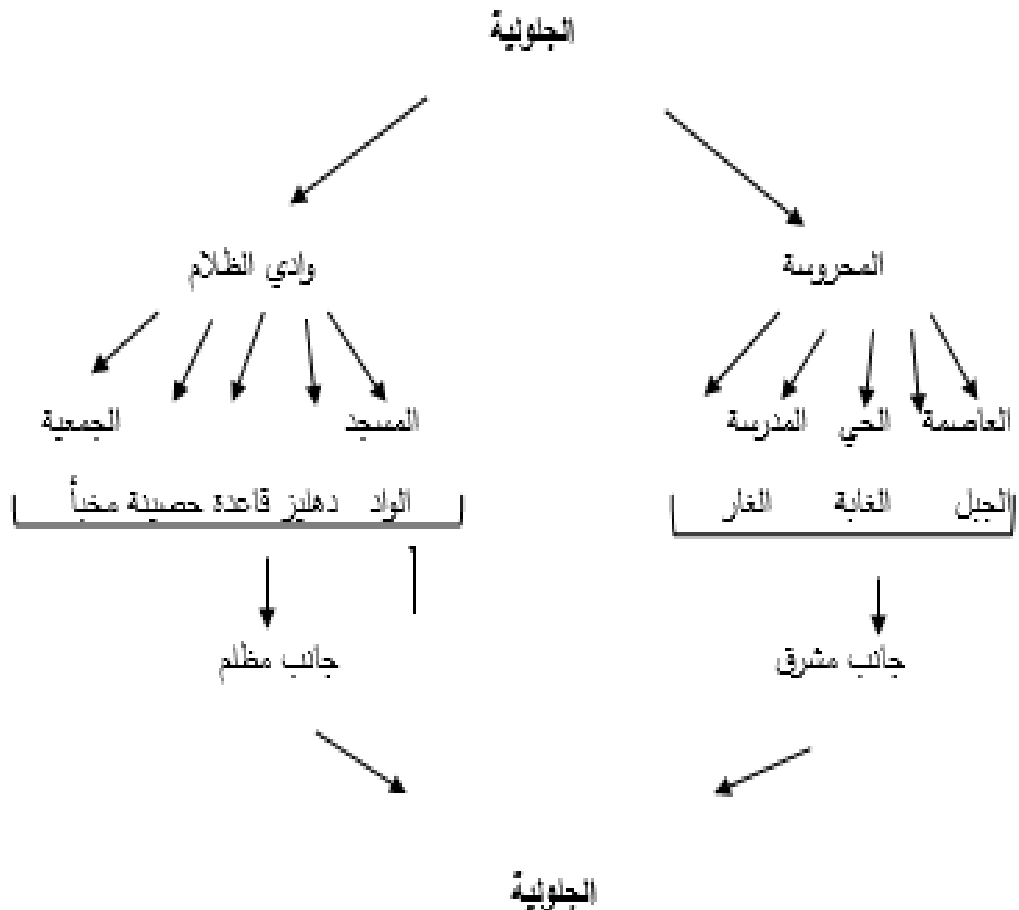 الجلولية
المحروسة وادي الظلام
العاصمة الحي المدرسة المسجد الجمعية
الجبل الغابة الغار الواد دهليز قاعدة حصينة مخبأ
جانب مشرق جانب مظلم
الجلولية